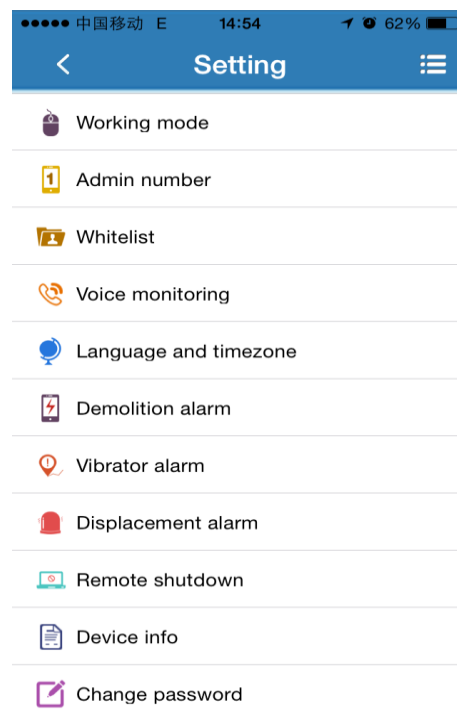 中国移动 E 14:54 62%
Setting
Working mode
1 Admin number
Whitelist
Voice monitoring
Language and timezone
Demolition alarm
Vibrator alarm
Displacement alarm
Remote shutdown
Device info
Change password